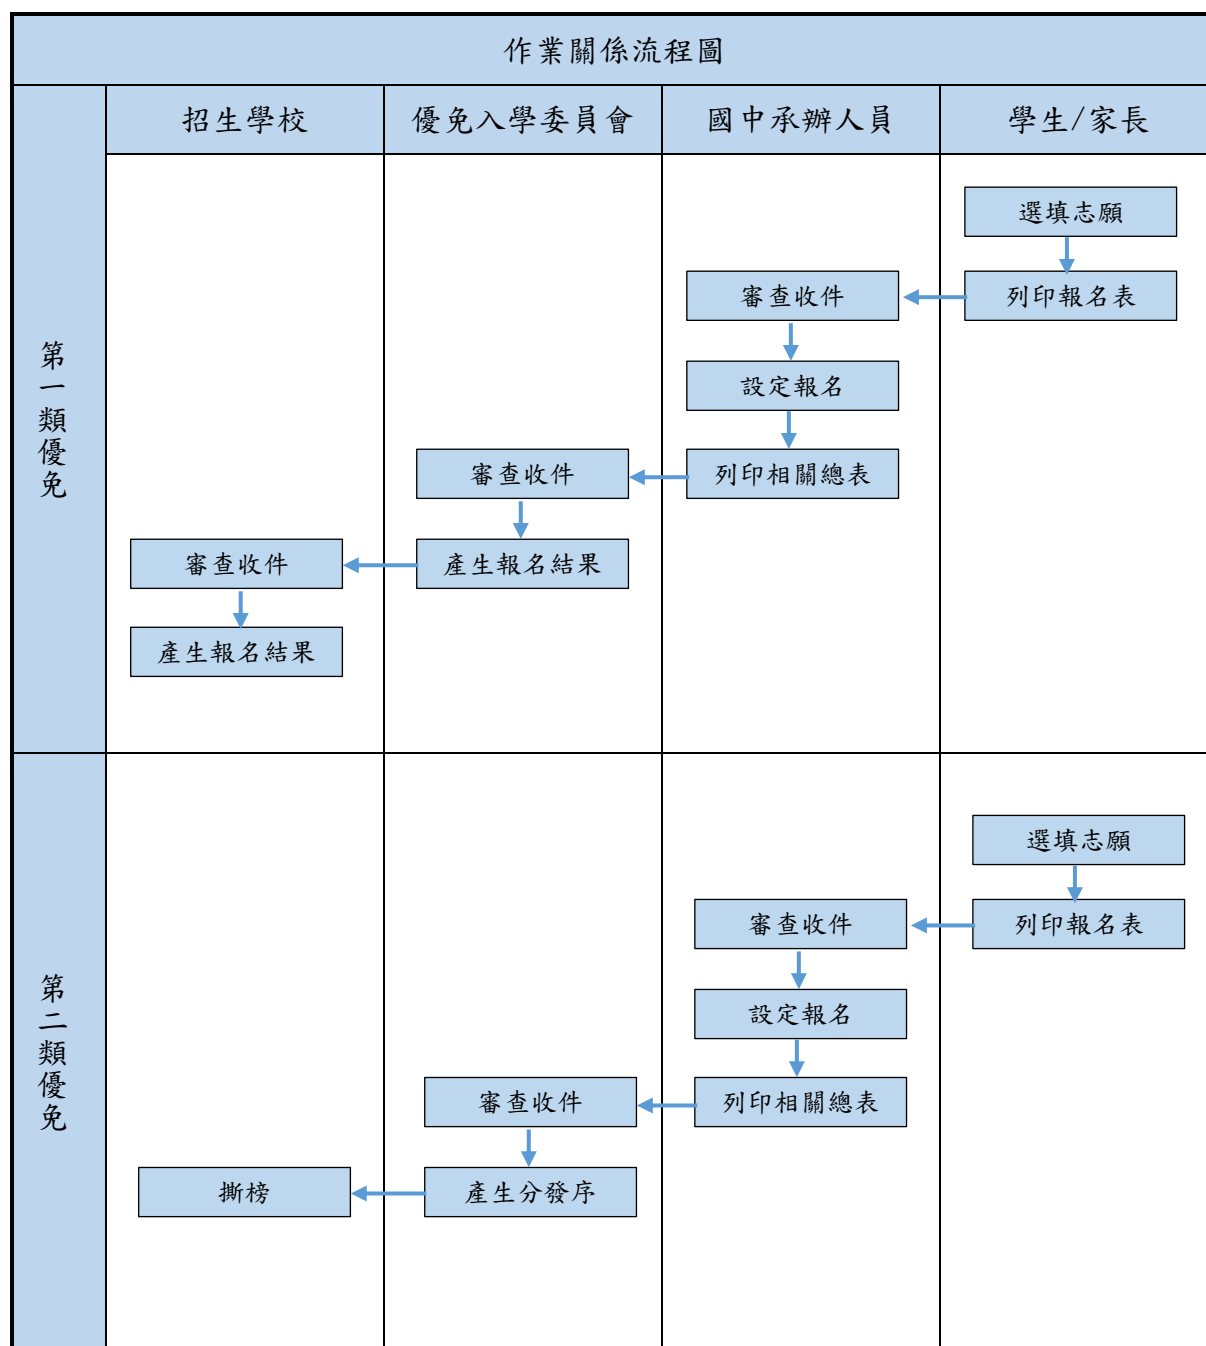 作業關係流程圖
招生學校
優免入學委員會
國中承辦人員
學生/家長
第一類優免
選填志願
列印報名表
審查收件
設定報名
列印相關總表
審查收件
產生報名結果
審查收件
產生報名結果
第二類優免
選填志願
列印報名表
審查收件
設定報名
列印相關總表
審查收件
產生分發序
撕榜